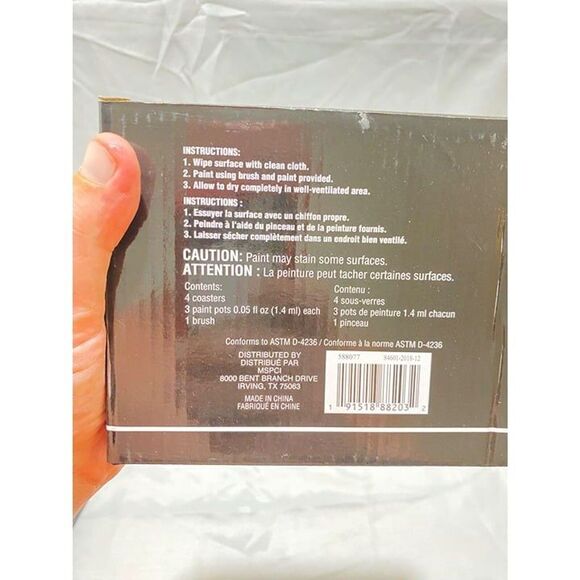 INSTRUCTIONS:
1. Wipe surface with clean cloth.
2. Paint using brush and paint provided.
3. Allow to dry completely in well-ventilated area.
INSTRUCTIONS :
1. Essuyer la surface avec un chiffon propre.
2. Peindre à l'aide du pinceau et de la peinture fournis.
3. Laisser sécher complètement dans un endroit bien ventilé.
CAUTION: Paint may stain some surfaces.
ATTENTION : La peinture peut tacher certaines surfaces.
Contents:
4 coasters
3 paint pots 0.05 fl oz (1.4 ml) each
1 brush
Contenu :
4 sous-verres
3 pots de peinture 1.4 ml chacun
1 pinceau
Conforms to ASTM D-4236 / Conforme à la norme ASTM D-4236
DISTRIBUTED BY
DISTRIBUÉ PAR
MSPCI
8000 BENT BRANCH DRIVE
IRVING, TX 75063
MADE IN CHINA
FABRIQUÉ EN CHINE
588077 84601-2018-12
1 91518 88203 2